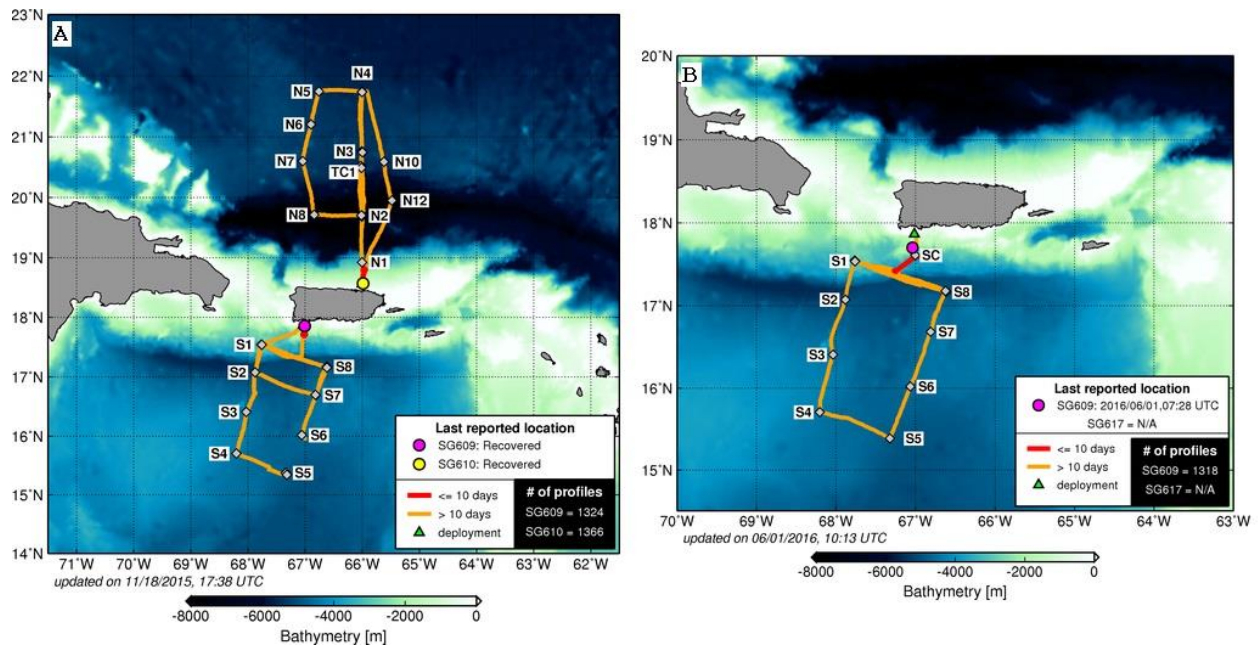 A
23°N
22°N
21°N
20°N
19°N
18°N
17°N
16°N
15°N
14°N
N4
N5
N6
N3
N7
TC1
N10
N12
N8
N2
N1
S1
S8
S2
S7
S3
S6
S4
S5
Last reported location
SG609: Recovered
SG610: Recovered
<= 10 days
> 10 days
deployment
# of profiles
SG609 = 1324
SG610 = 1366
71°W 70°W 69°W 68°W 67°W 66°W 65°W 64°W 63°W 62°W
updated on 11/18/2015, 17:38 UTC
-8000 -6000 -4000 -2000 0
Bathymetry [m]
B
20°N
19°N
18°N
17°N
16°N
15°N
SC
S1
S8
S2
S7
S3
S6
S4
S5
Last reported location
SG609: 2016/06/01,07:28 UTC
SG617 = N/A
<= 10 days
> 10 days
deployment
# of profiles
SG609 = 1318
SG617 = N/A
70°W 69°W 68°W 67°W 66°W 65°W 64°W 63°W
updated on 06/01/2016, 10:13 UTC
-8000 -6000 -4000 -2000 0
Bathymetry [m]